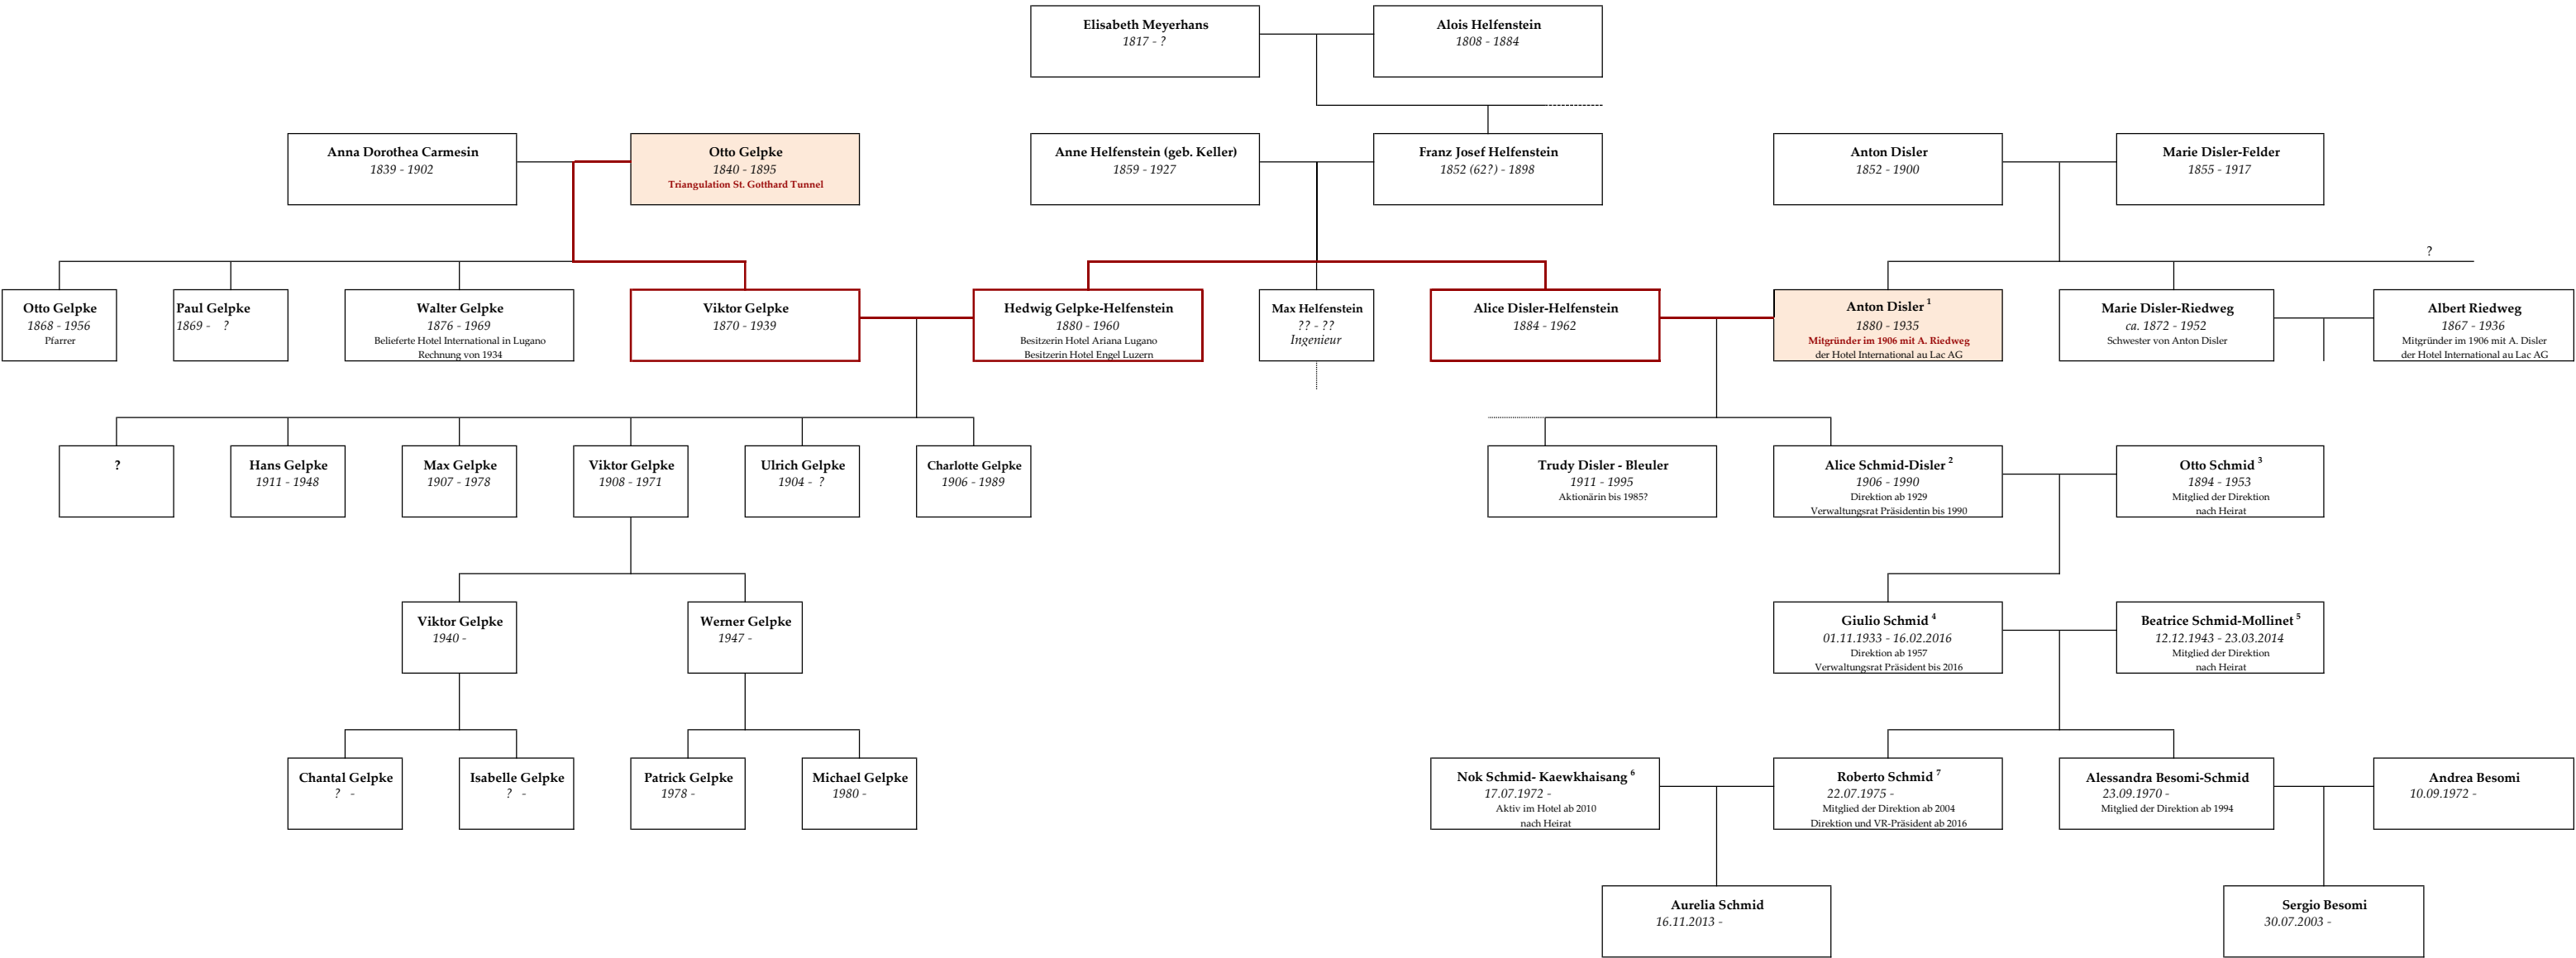 Elisabeth Meyerhans
1817 - ?
Alois Helfenstein
1808 - 1884
Anna Dorothea Carmesin
1839 - 1902
Otto Gelpke
1840 - 1895
Triangulation St. Gotthard Tunnel
Anne Helfenstein (geb. Keller)
1859 - 1927
Franz Josef Helfenstein
1852 (62??) - 1898
Anton Disler
1852 - 1900
Marie Disler-Felder
1855 - 1917
?
Otto Gelpke
1868 - 1956
Pfarrer
Paul Gelpke
1869 - ?
Walter Gelpke
1876 - 1969
Belieferte Hotel International in Lugano
Rechnung von 1934
Viktor Gelpke
1870 - 1939
Hedwig Gelpke-Helfenstein
1880 - 1960
Besitzerin Hotel Ariana Lugano
Besitzerin Hotel Engel Luzern
Max Helfenstein
?? - ??
Ingenieur
Alice Disler-Helfenstein
1884 - 1962
Anton Disler 1
1880 - 1935
Mitgründer im 1906 mit A. Riedweg
der Hotel International au Lac AG
Marie Disler-Riedweg
ca. 1872 - 1952
Schwester von Anton Disler
Albert Riedweg
1867 - 1936
Mitgründer im 1906 mit A. Disler
der Hotel International au Lac AG
?
Hans Gelpke
1911 - 1948
Max Gelpke
1907 - 1978
Viktor Gelpke
1908 - 1971
Ulrich Gelpke
1904 - ?
Charlotte Gelpke
1906 - 1989
Trudy Disler - Bleuler
1911 - 1995
Aktionärin bis 1985?
Alice Schmid-Disler 2
1906 - 1990
Direktion ab 1929
Verwaltungsrat Präsidentin bis 1990
Otto Schmid 3
1894 - 1953
Mitglied der Direktion
nach Heirat
Viktor Gelpke
1940 -
Werner Gelpke
1947 -
Giulio Schmid 4
01.11.1933 - 16.02.2016
Direktion ab 1957
Verwaltungsrat Präsident bis 2016
Beatrice Schmid-Mollinet 5
12.12.1943 - 23.03.2014
Mitglied der Direktion
nach Heirat
Chantal Gelpke
? -
Isabelle Gelpke
? -
Patrick Gelpke
1978 -
Michael Gelpke
1980 -
Nok Schmid- Kaewkhaisang 6
17.07.1972 -
Aktiv im Hotel ab 2010
nach Heirat
Roberto Schmid 7
22.07.1975 -
Mitglied der Direktion ab 2004
Direktion und VR-Präsident ab 2016
Alessandra Besomi-Schmid
23.09.1970 -
Mitglied der Direktion ab 1994
Andrea Besomi
10.09.1972 -
Aurelia Schmid
16.11.2013 -
Sergio Besomi
30.07.2003 -